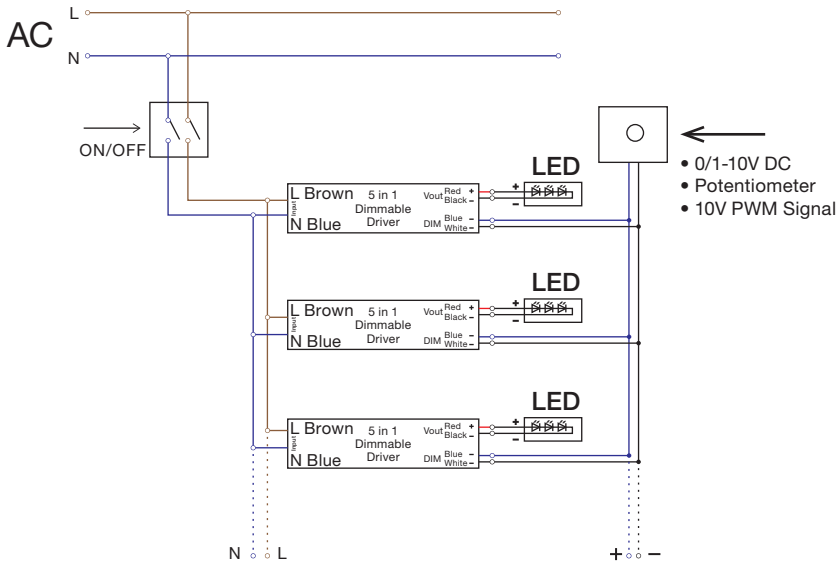 AC
L
N
ON/OFF
• 0/1-10V DC
• Potentiometer
• 10V PWM Signal
LED
+
−
L Brown
Input
N Blue
5 in 1
Dimmable
Driver
Vout Red +
Black −
DIM Blue −
White −
LED
+
−
L Brown
Input
N Blue
5 in 1
Dimmable
Driver
Vout Red +
Black −
DIM Blue −
White −
LED
+
−
L Brown
Input
N Blue
5 in 1
Dimmable
Driver
Vout Red +
Black −
DIM Blue −
White −
N L
+ −